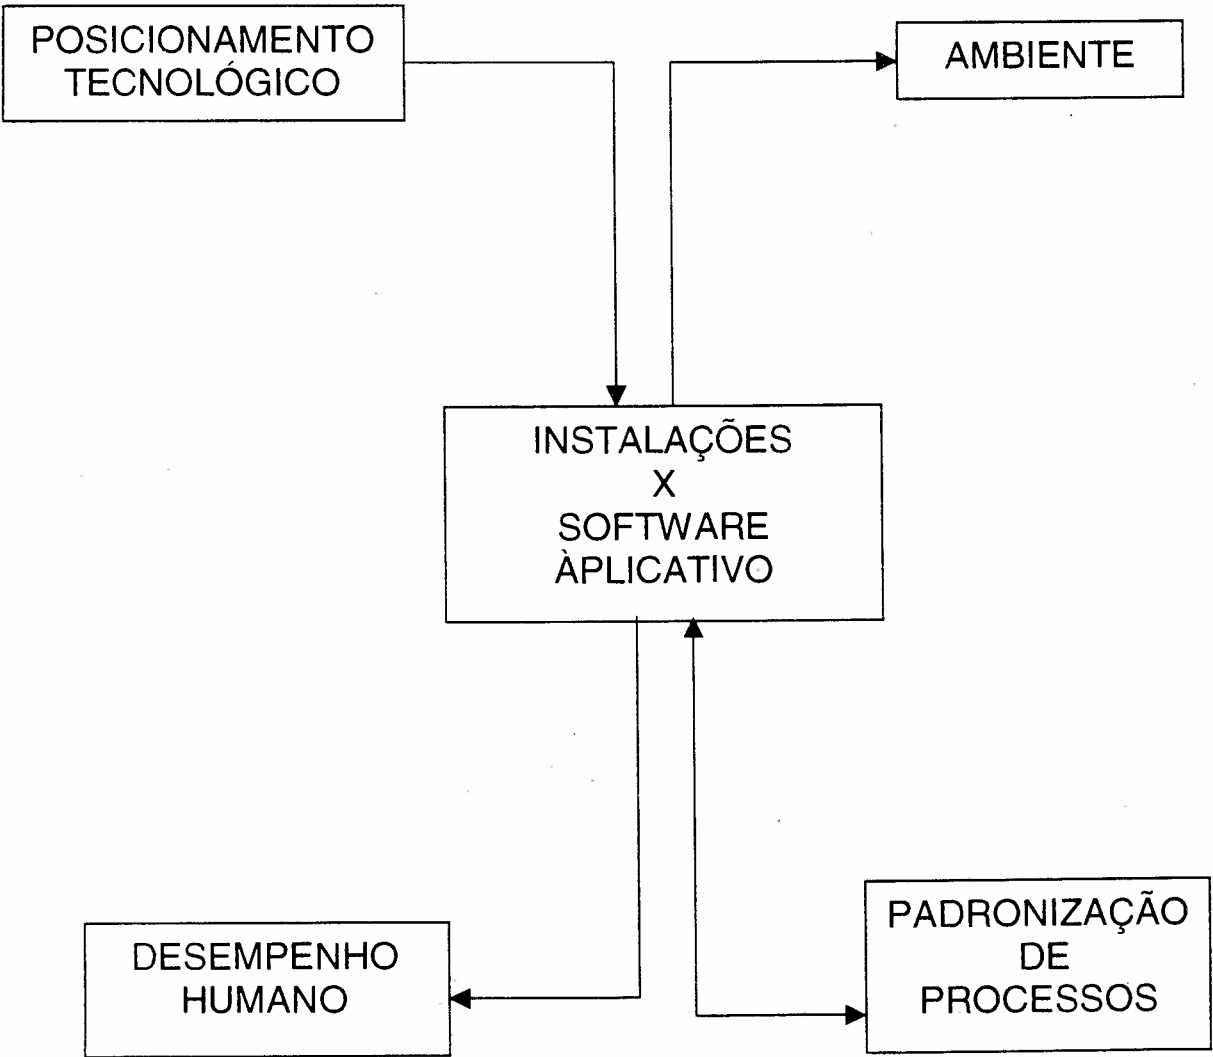 POSICIONAMENTO
TECNOLÓGICO
AMBIENTE
INSTALAÇÕES
X
SOFTWARE
ÀPLICATIVO
DESEMPENHO
HUMANO
PADRONIZAÇÃO
DE
PROCESSOS